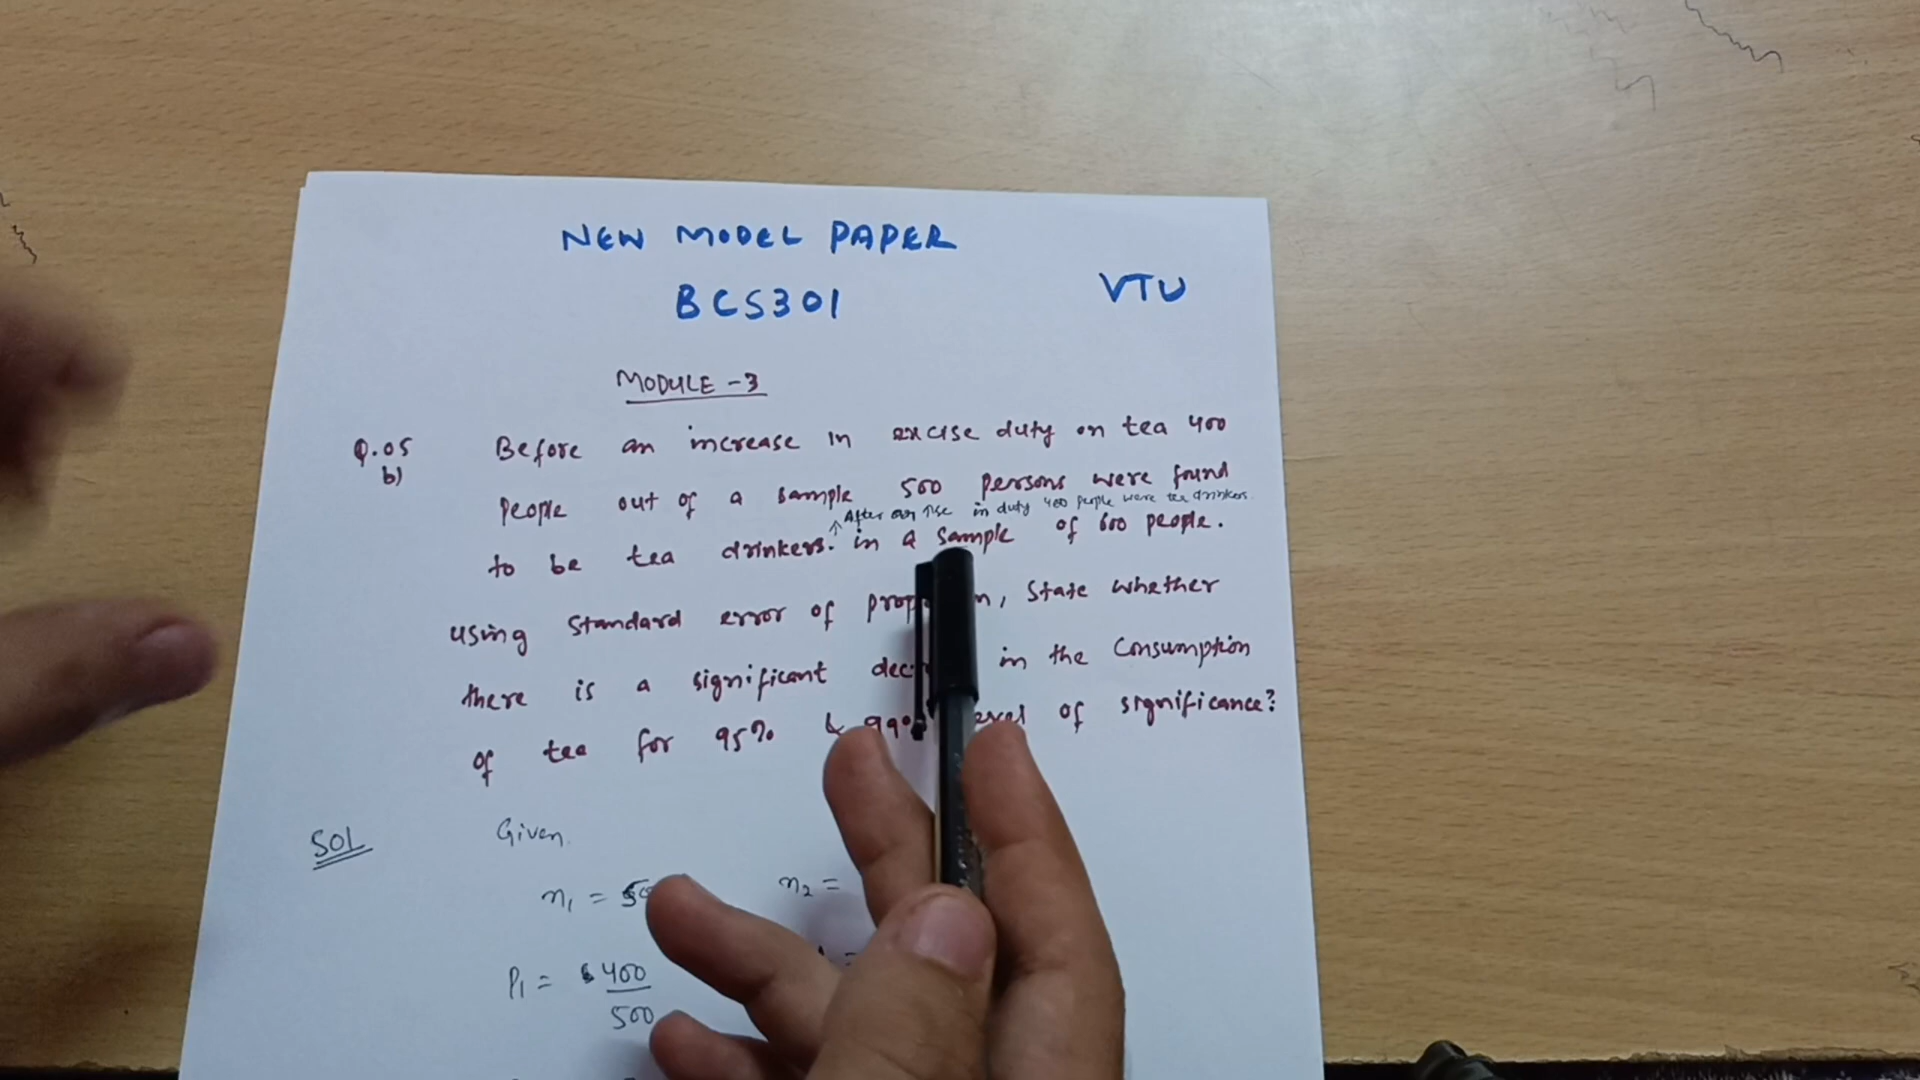 NEW MODEL PAPER
BCS301 VTU
MODULE -3
Q.05 Before an increase in excise duty on tea 400
b)
people out of a sample 500 persons were found
↑ After an rise in duty 400 people were tea drinkers.
to be tea drinkers. in a sample of 600 people.
using standard error of, state whether
there is a significant in the consumption
of tea for 95% & of significance?
SOL Given
n₁ = n₂ =
P₁ = 400
500